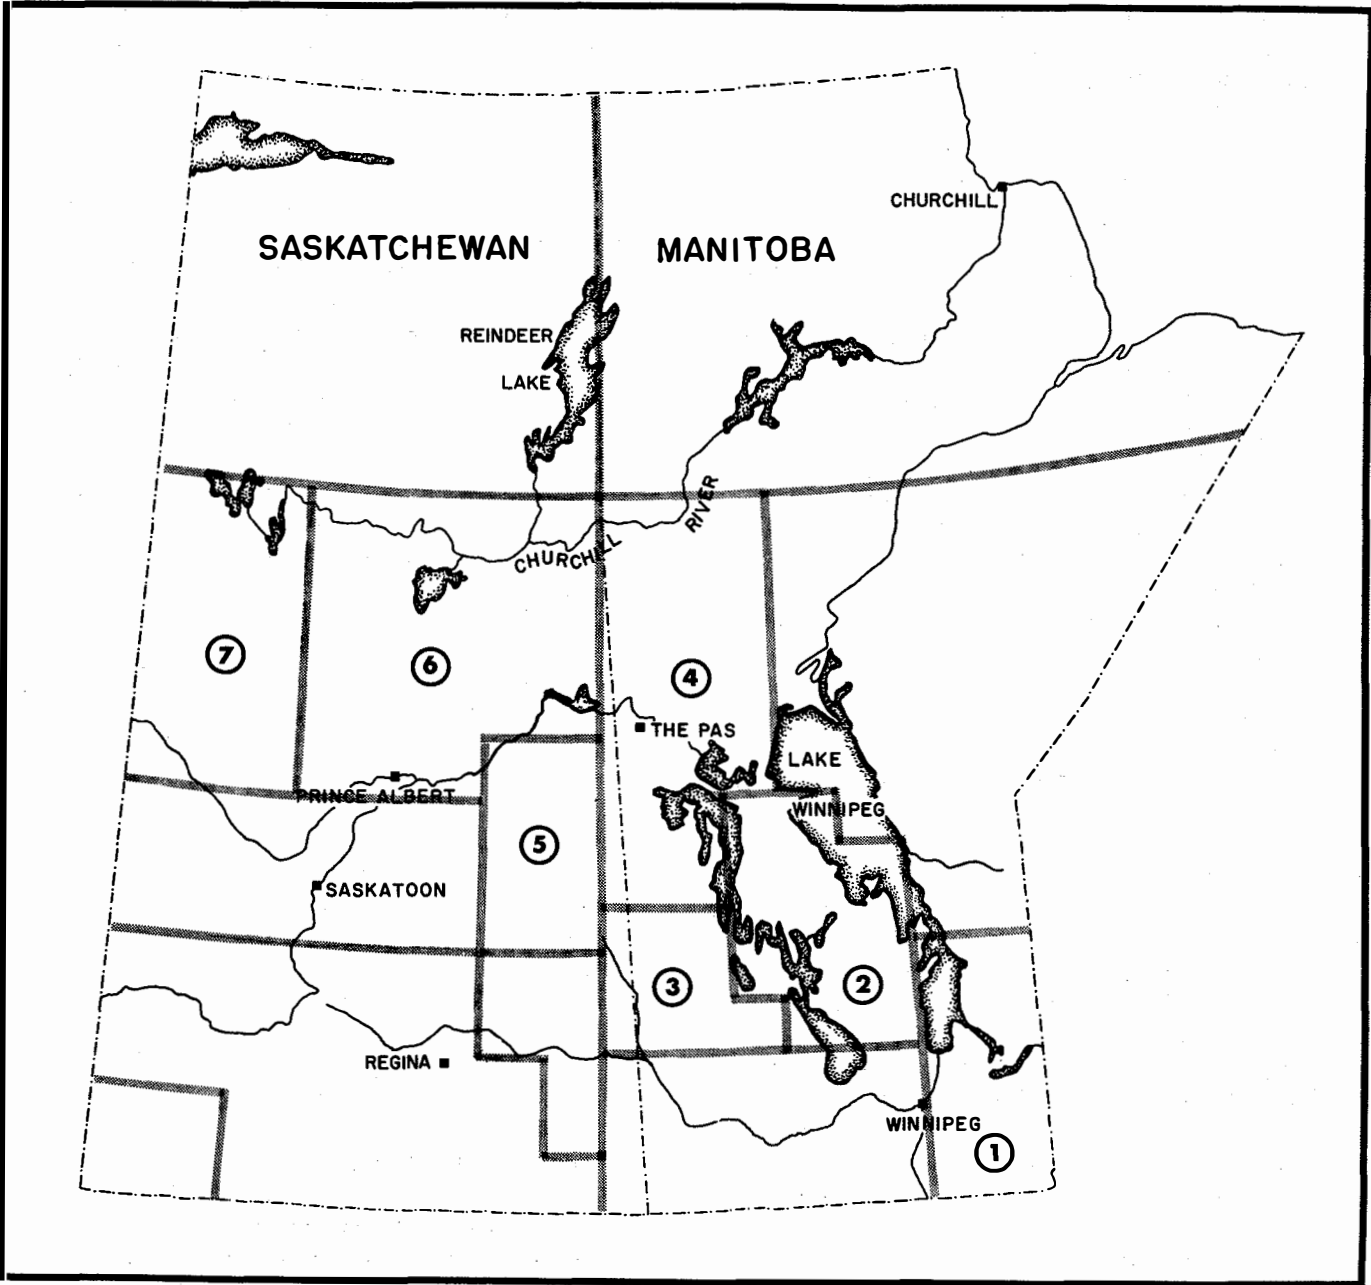 CHURCHILL
SASKATCHEWAN
MANITOBA
REINDEER
LAKE
RIVER
CHURCHILL
7
6
4
THE PAS
LAKE
WINNIPEG
PRINCE ALBERT
5
SASKATOON
3
2
REGINA
WINNIPEG
1